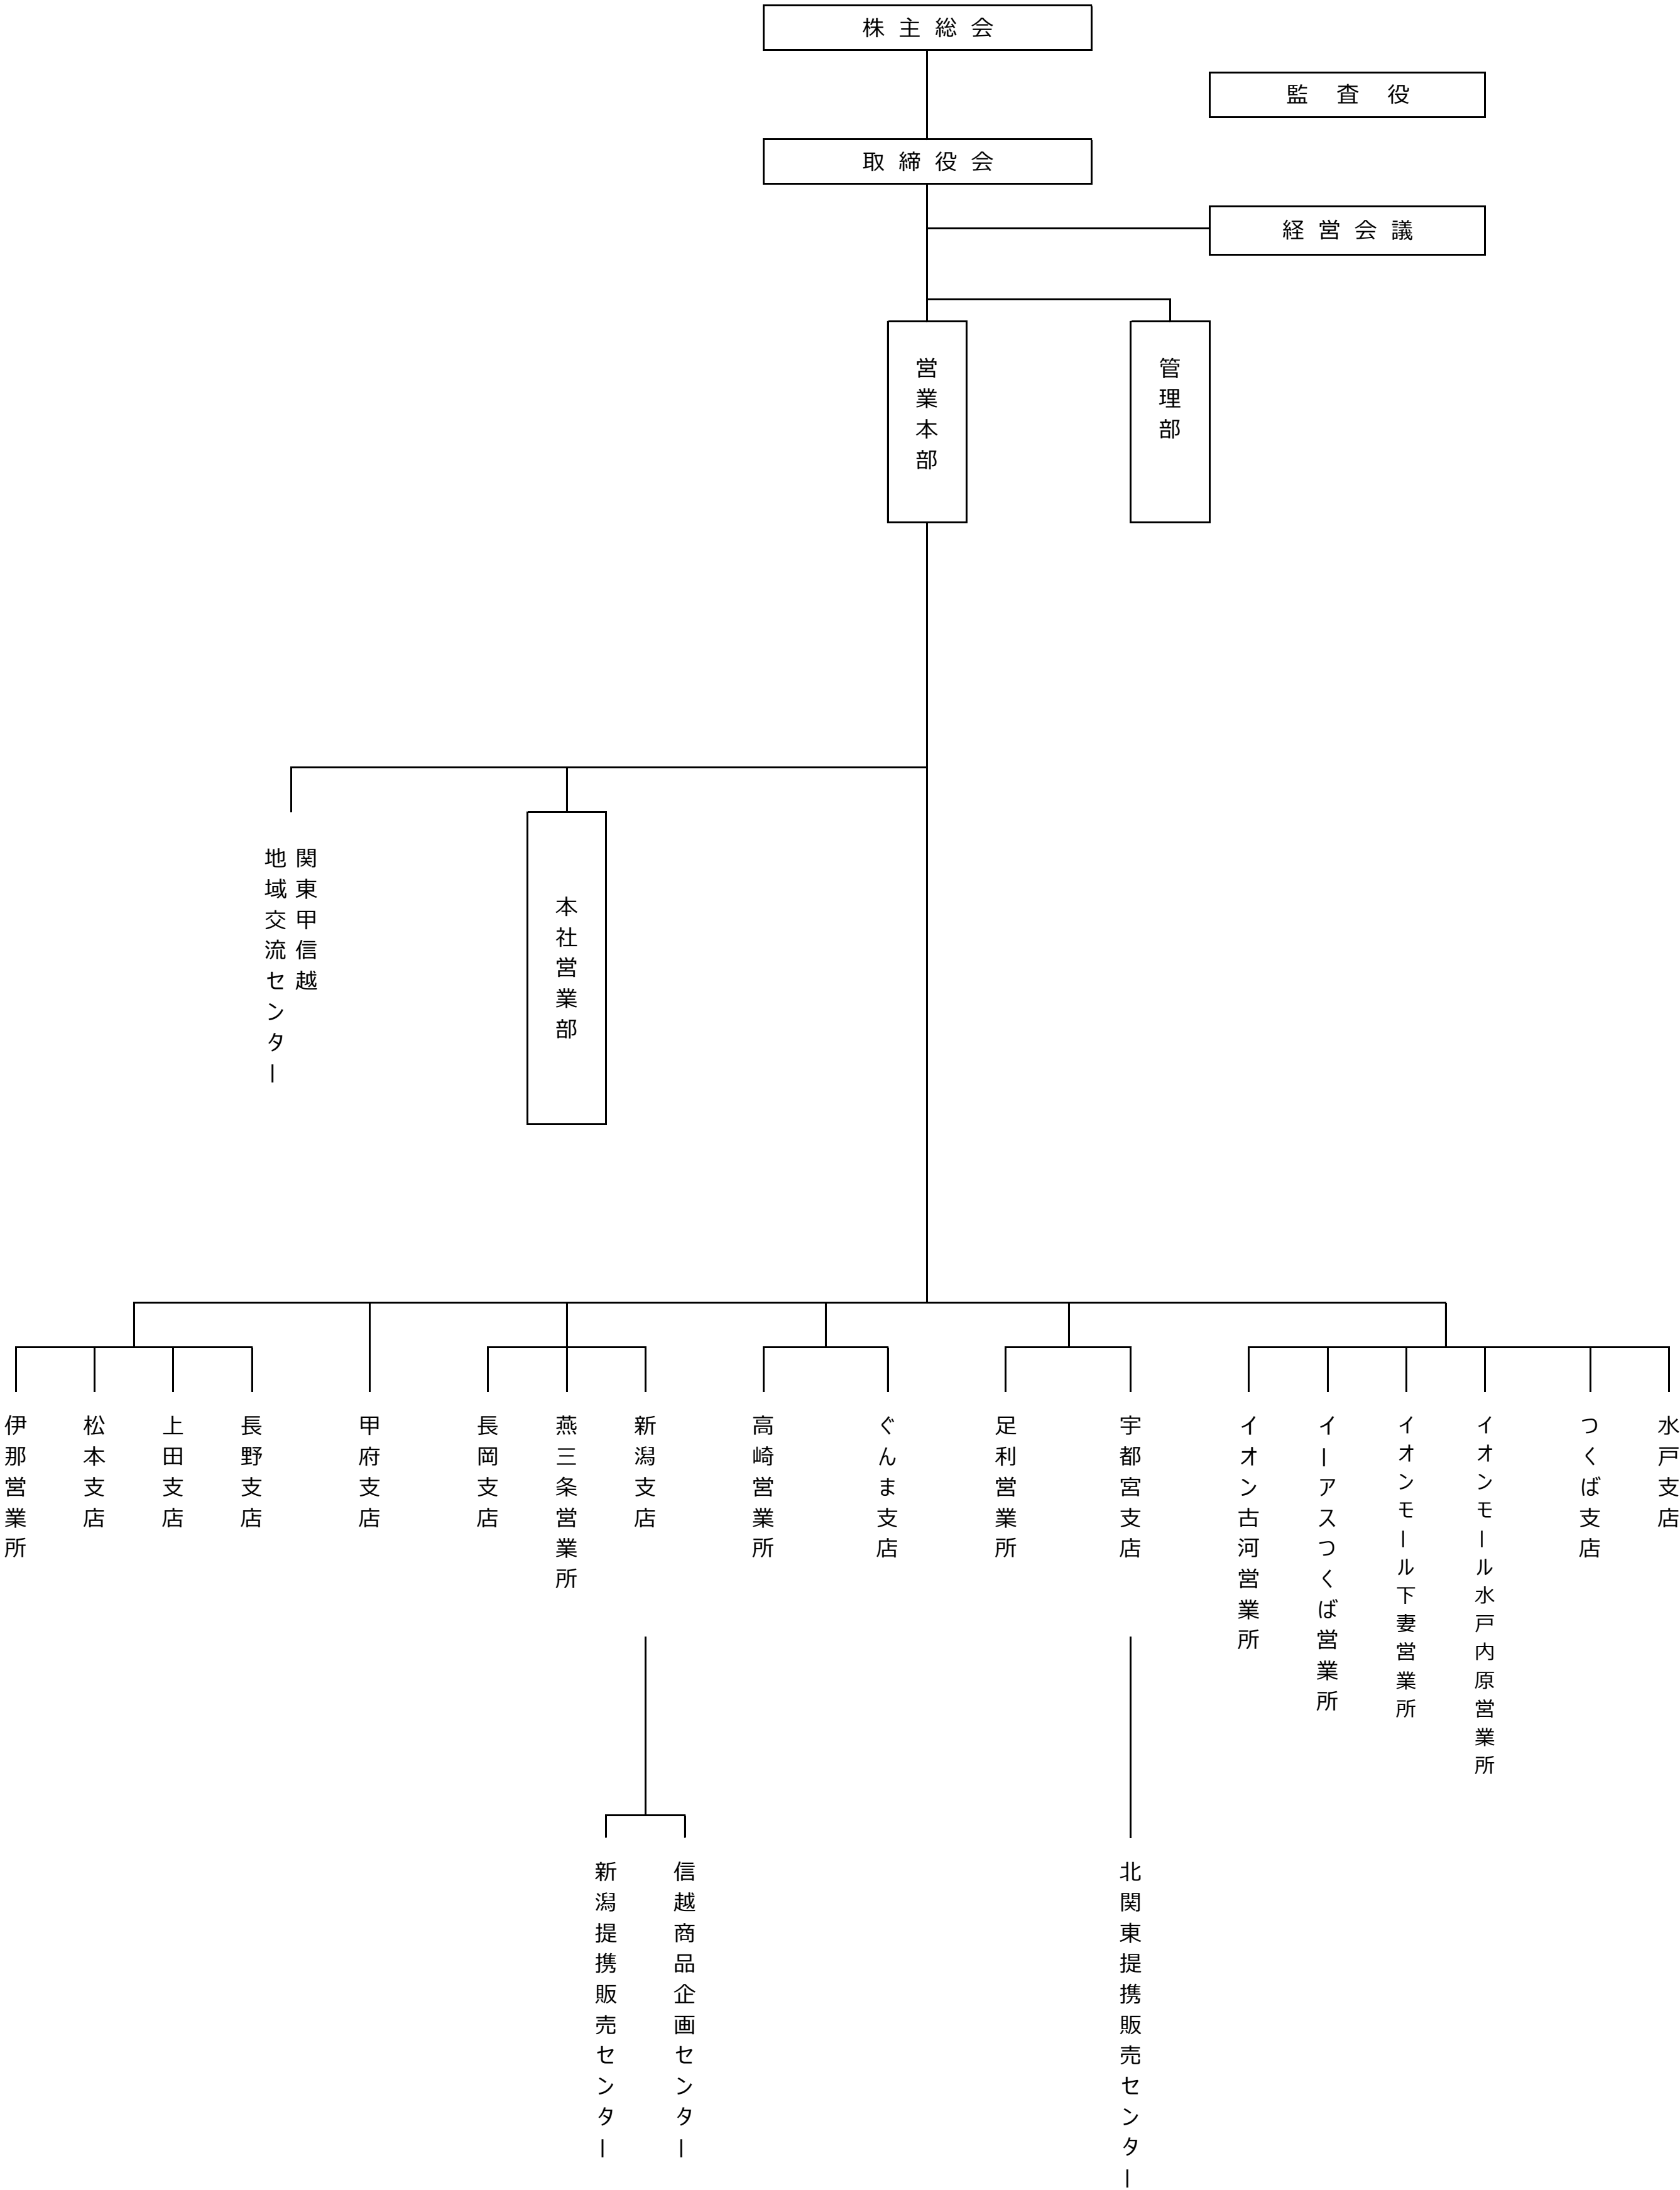 株主総会
監査役
取締役会
経営会議
営業本部
管理部
関東甲信越
地域交流センター
本社営業部
伊那営業所
松本支店
上田支店
長野支店
甲府支店
長岡支店
燕三条営業所
新潟支店
高崎営業所
ぐんま支店
足利営業所
宇都宮支店
イオン古河営業所
イーアスつくば営業所
イオンモール下妻営業所
イオンモール水戸内原営業所
つくば支店
水戸支店
新潟提携販売センター
信越商品企画センター
北関東提携販売センター